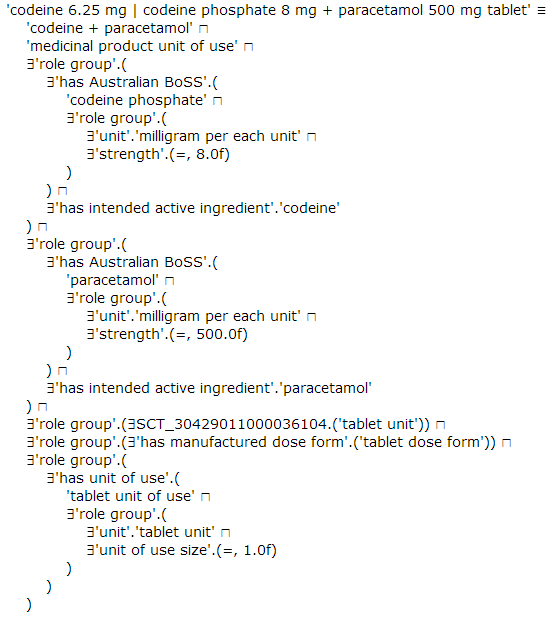 'codeine 6.25 mg | codeine phosphate 8 mg + paracetamol 500 mg tablet' ≡
'codeine + paracetamol' ⊓
'medicinal product unit of use' ⊓
∃'role group'.(
∃'has Australian BoSS'.(
'codeine phosphate' ⊓
∃'role group'.(
∃'unit'.'milligram per each unit' ⊓
∃'strength'.(=, 8.0f)
)
) ⊓
∃'has intended active ingredient'.'codeine'
) ⊓
∃'role group'.(
∃'has Australian BoSS'.(
'paracetamol' ⊓
∃'role group'.(
∃'unit'.'milligram per each unit' ⊓
∃'strength'.(=, 500.0f)
)
) ⊓
∃'has intended active ingredient'.'paracetamol'
) ⊓
∃'role group'.(∃SCT_30429011000036104.('tablet unit')) ⊓
∃'role group'.(∃'has manufactured dose form'.('tablet dose form')) ⊓
∃'role group'.(
∃'has unit of use'.(
'tablet unit of use' ⊓
∃'role group'.(
∃'unit'.'tablet unit' ⊓
∃'unit of use size'.(=, 1.0f)
)
)
)